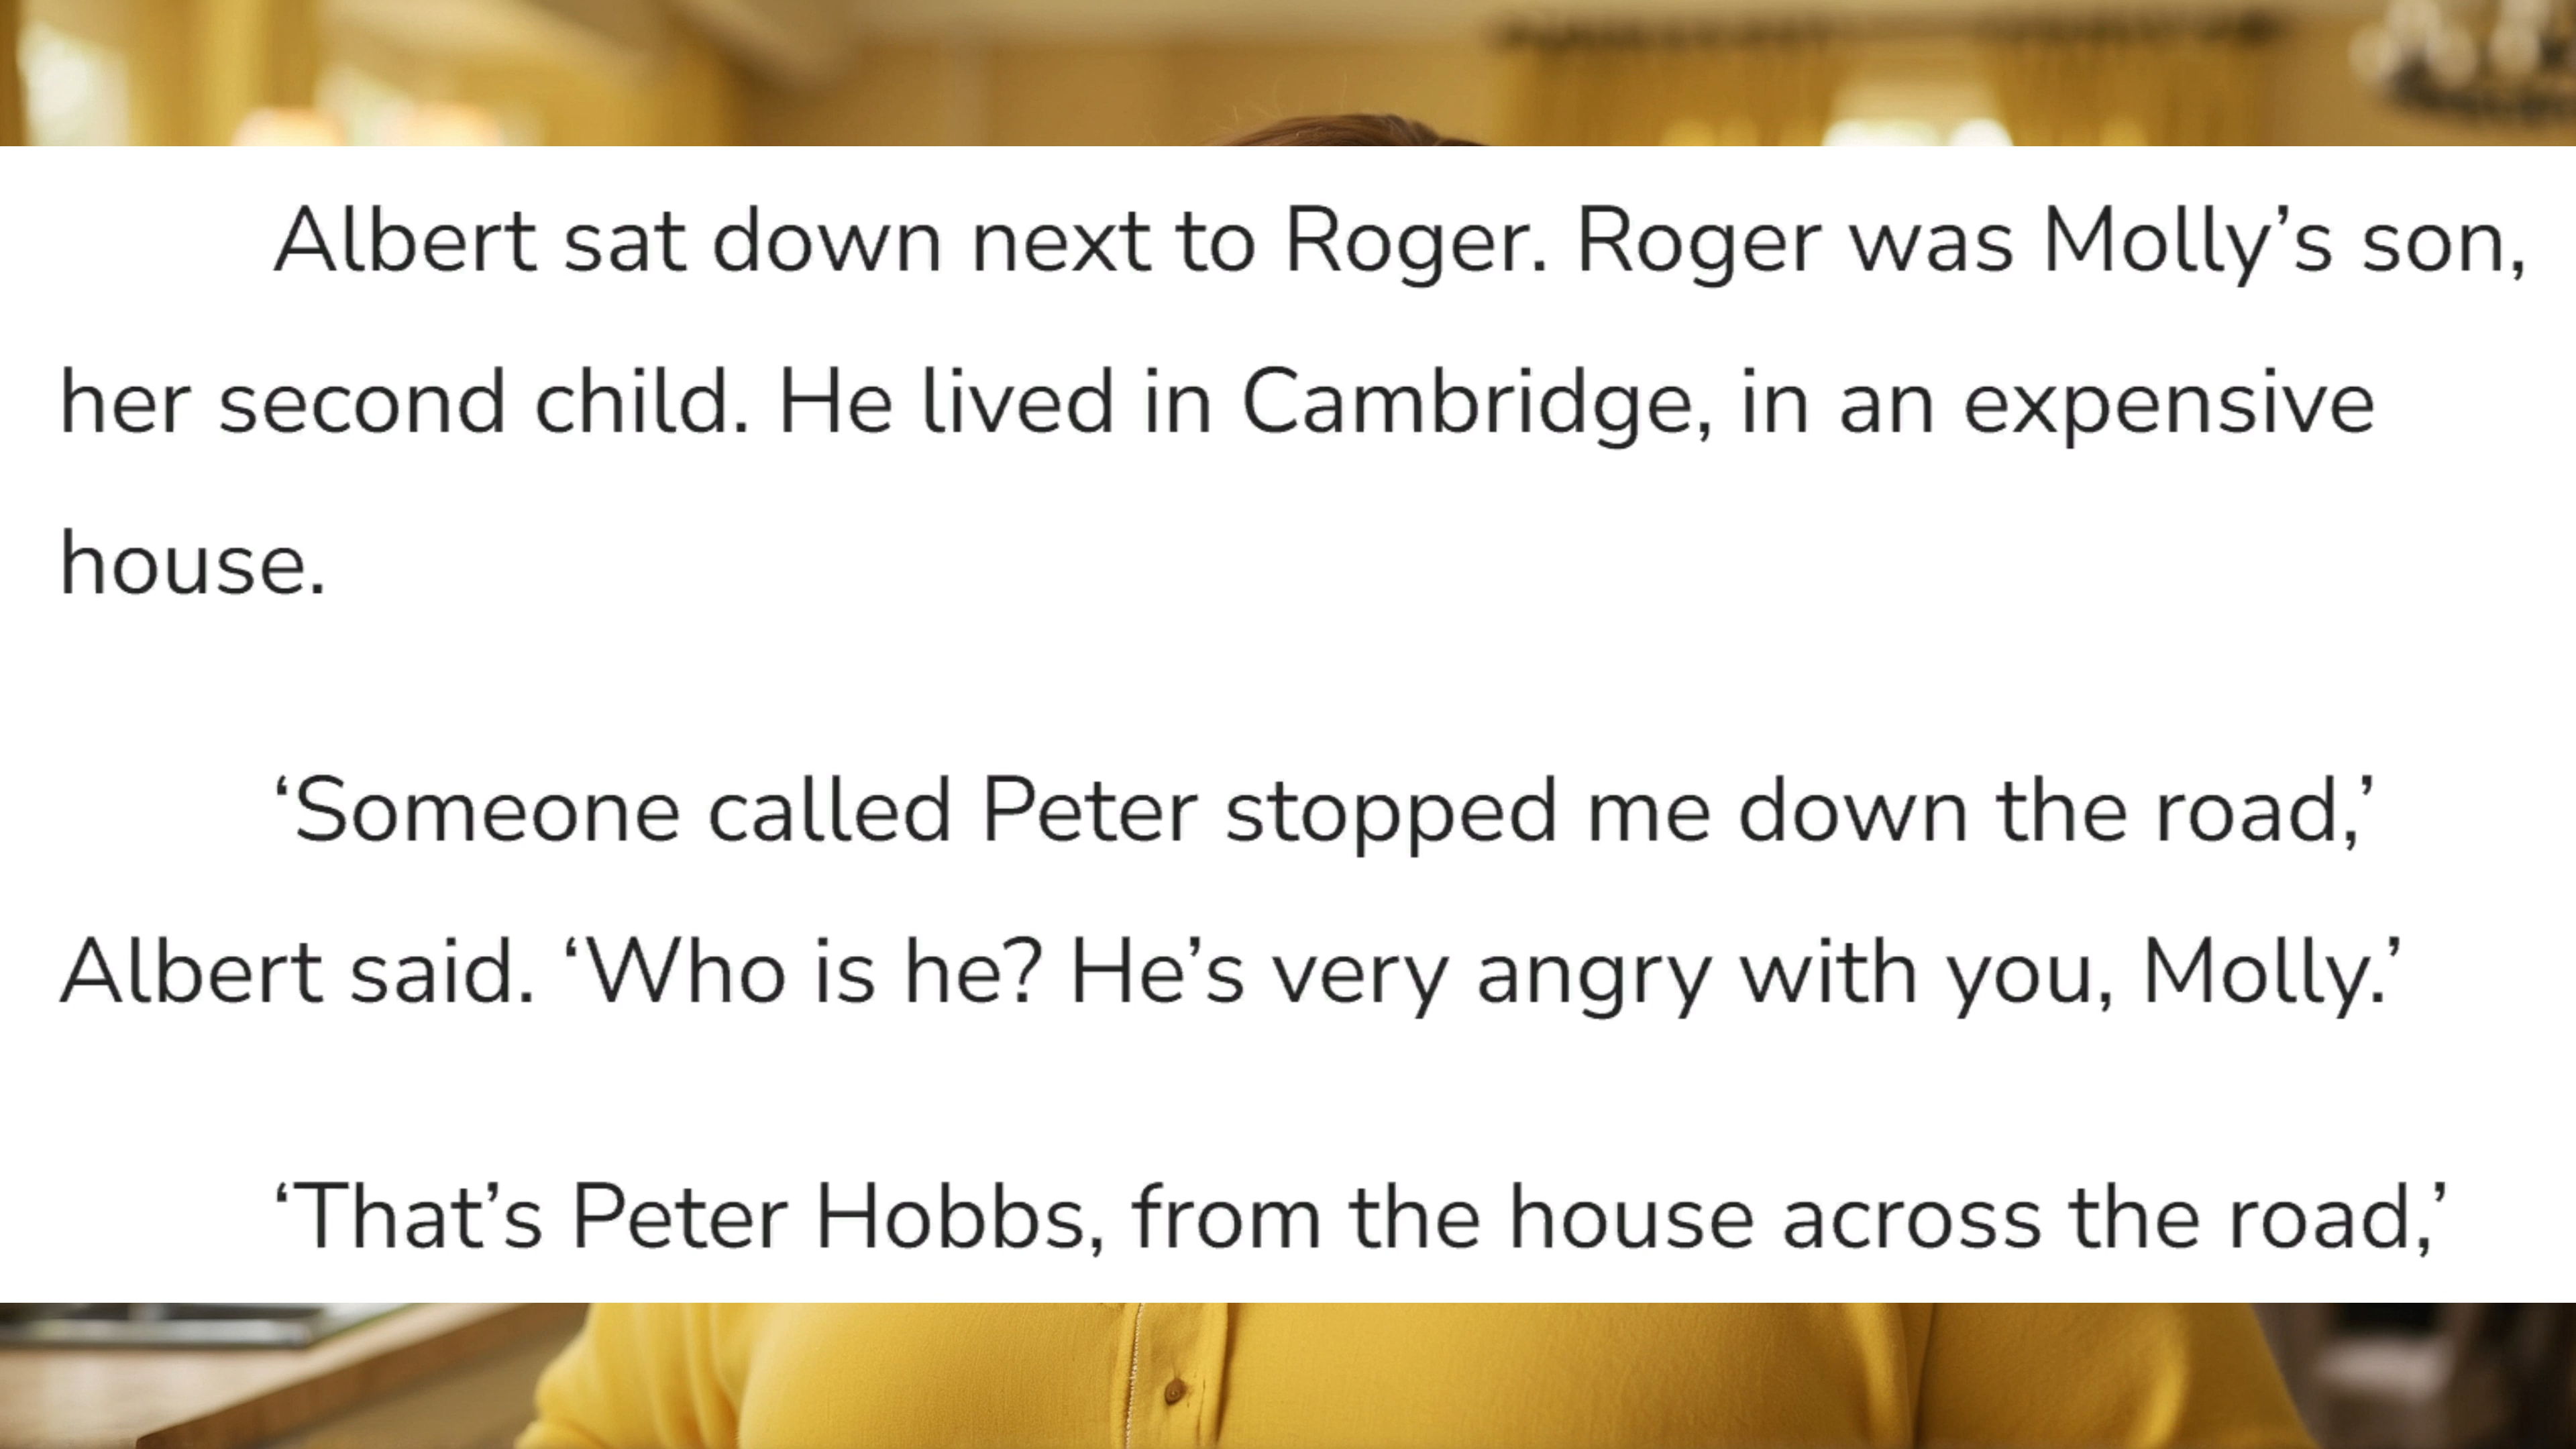 Albert sat down next to Roger. Roger was Molly’s son,
her second child. He lived in Cambridge, in an expensive
house.
‘Someone called Peter stopped me down the road,’
Albert said. ‘Who is he? He’s very angry with you, Molly.’
‘That’s Peter Hobbs, from the house across the road,’